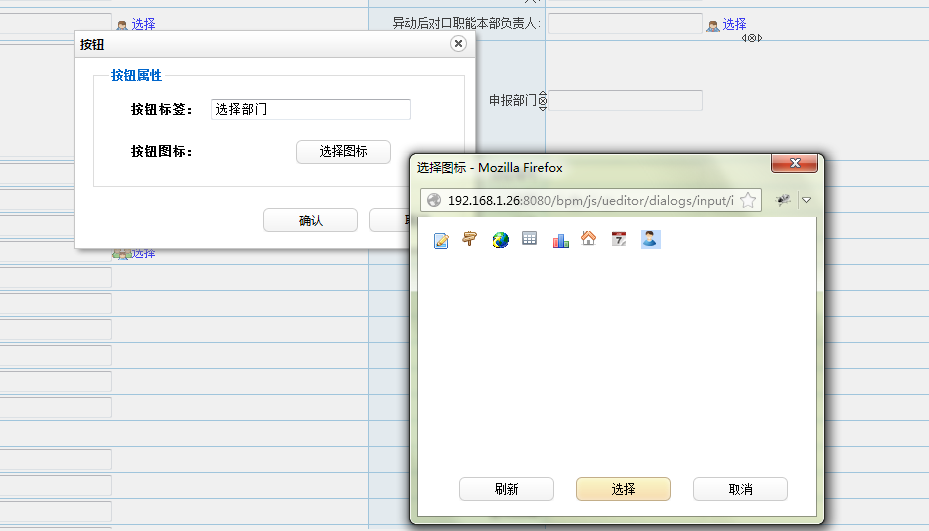 异动后对口职能本部负责人:
选择
选择
按钮
按钮属性
按钮标签:
选择部门
按钮图标:
选择图标
确认
申报部门
选择
选择图标 - Mozilla Firefox
192.168.1.26:8080/bpm/js/ueditor/dialogs/input/i
7
刷新
选择
取消